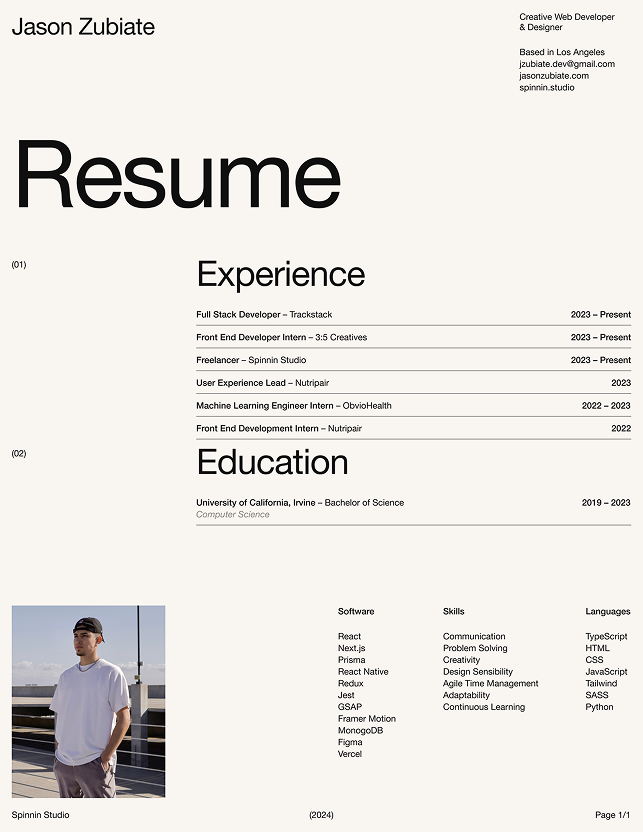 Jason Zubiate
Creative Web Developer
& Designer
Based in Los Angeles
jzubiate.dev@gmail.com
jasonzubiate.com
spinnin.studio
Resume
(01)
Experience
Full Stack Developer – Trackstack 2023 – Present
Front End Developer Intern – 3:5 Creatives 2023 – Present
Freelancer – Spinnin Studio 2023 – Present
User Experience Lead – Nutripair 2023
Machine Learning Engineer Intern – ObvioHealth 2022 – 2023
Front End Development Intern – Nutripair 2022
(02)
Education
University of California, Irvine – Bachelor of Science 2019 – 2023
Computer Science
Software
React
Next.js
Prisma
React Native
Redux
Jest
GSAP
Framer Motion
MonogoDB
Figma
Vercel
Skills
Communication
Problem Solving
Creativity
Design Sensibility
Agile Time Management
Adaptability
Continuous Learning
Languages
TypeScript
HTML
CSS
JavaScript
Tailwind
SASS
Python
Spinnin Studio
(2024)
Page 1/1